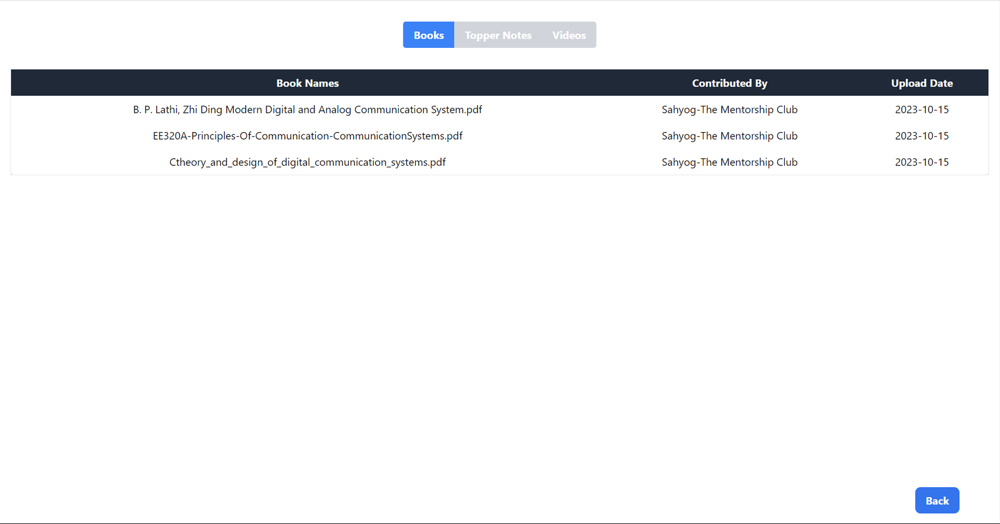 Books Topper Notes Videos
Book Names Contributed By Upload Date
B. P. Lathi, Zhi Ding Modern Digital and Analog Communication System.pdf Sahyog-The Mentorship Club 2023-10-15
EE320A-Principles-Of-Communication-CommunicationSystems.pdf Sahyog-The Mentorship Club 2023-10-15
Ctheory_and_design_of_digital_communication_systems.pdf Sahyog-The Mentorship Club 2023-10-15
Back